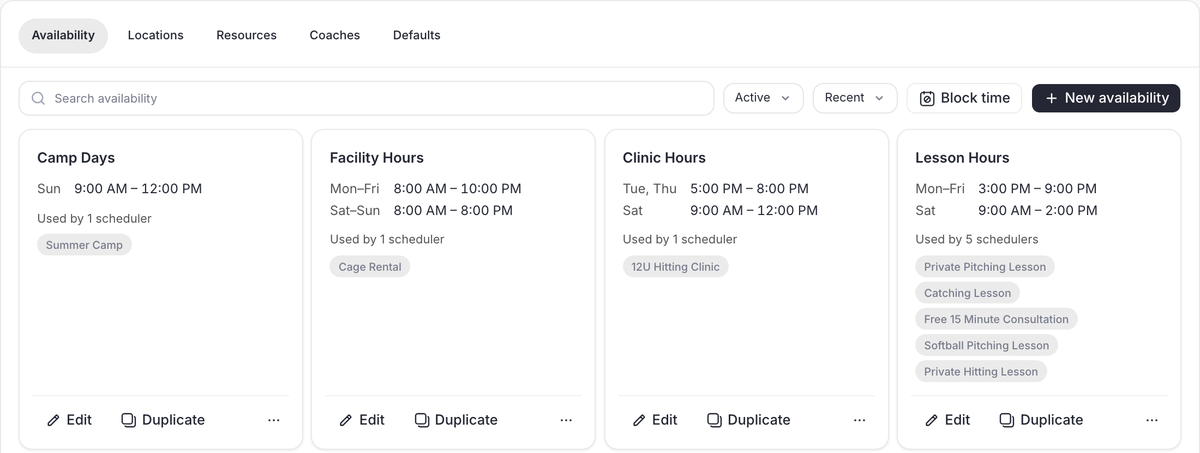 Availability Locations Resources Coaches Defaults
Search availability
Active
Recent
Block time
+ New availability
Camp Days
Sun 9:00 AM – 12:00 PM
Used by 1 scheduler
Summer Camp
Edit Duplicate ...
Facility Hours
Mon–Fri 8:00 AM – 10:00 PM
Sat–Sun 8:00 AM – 8:00 PM
Used by 1 scheduler
Cage Rental
Edit Duplicate ...
Clinic Hours
Tue, Thu 5:00 PM – 8:00 PM
Sat 9:00 AM – 12:00 PM
Used by 1 scheduler
12U Hitting Clinic
Edit Duplicate ...
Lesson Hours
Mon–Fri 3:00 PM – 9:00 PM
Sat 9:00 AM – 2:00 PM
Used by 5 schedulers
Private Pitching Lesson
Catching Lesson
Free 15 Minute Consultation
Softball Pitching Lesson
Private Hitting Lesson
Edit Duplicate ...